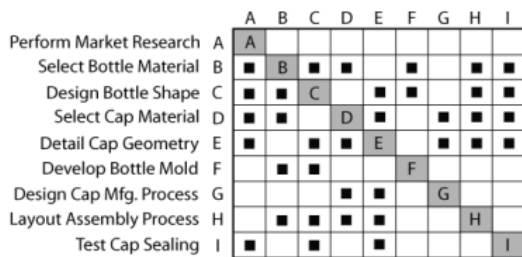 A B C D E F G H I
Perform Market Research A A
Select Bottle Material B B
Design Bottle Shape C C
Select Cap Material D D
Detail Cap Geometry E E
Develop Bottle Mold F F
Design Cap Mfg. Process G G
Layout Assembly Process H H
Test Cap Sealing I I